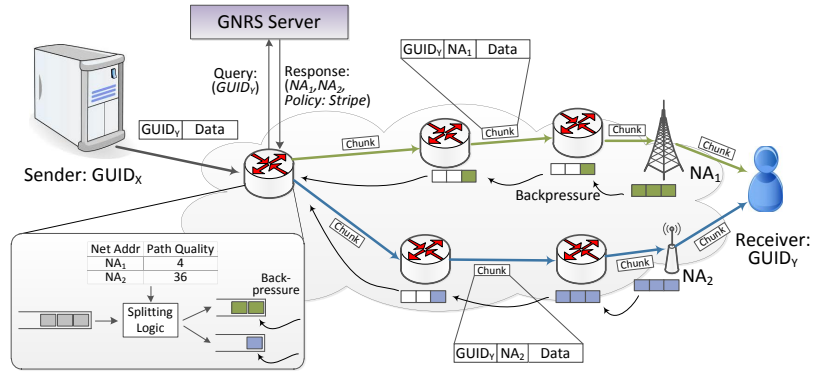 GNRS Server
Query:
(GUIDY)
Response:
(NA1,NA2,
Policy: Stripe)
GUIDY NA1 Data
GUIDY Data
Sender: GUIDX
Chunk
Chunk
Chunk
Chunk
NA1
Backpressure
Receiver:
GUIDY
Chunk
Chunk
Chunk
Chunk
NA2
Net Addr Path Quality
NA1 4
NA2 36
Back-
pressure
Splitting
Logic
GUIDY NA2 Data